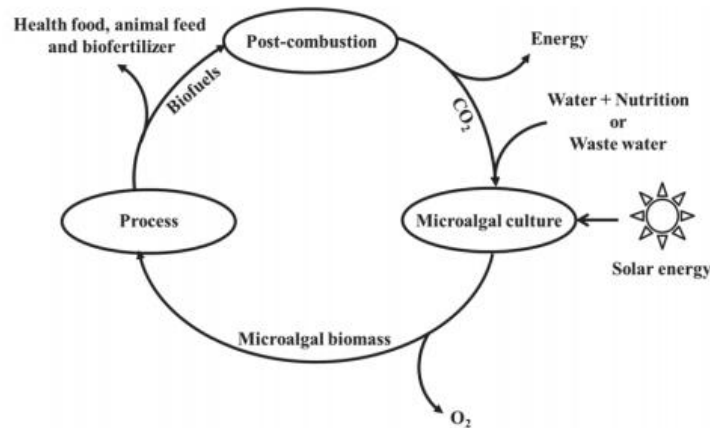 Health food, animal feed
and biofertilizer
Post-combustion
Energy
Biofuels
CO₂
Water + Nutrition
or
Waste water
Process
Microalgal culture
Solar energy
Microalgal biomass
O₂